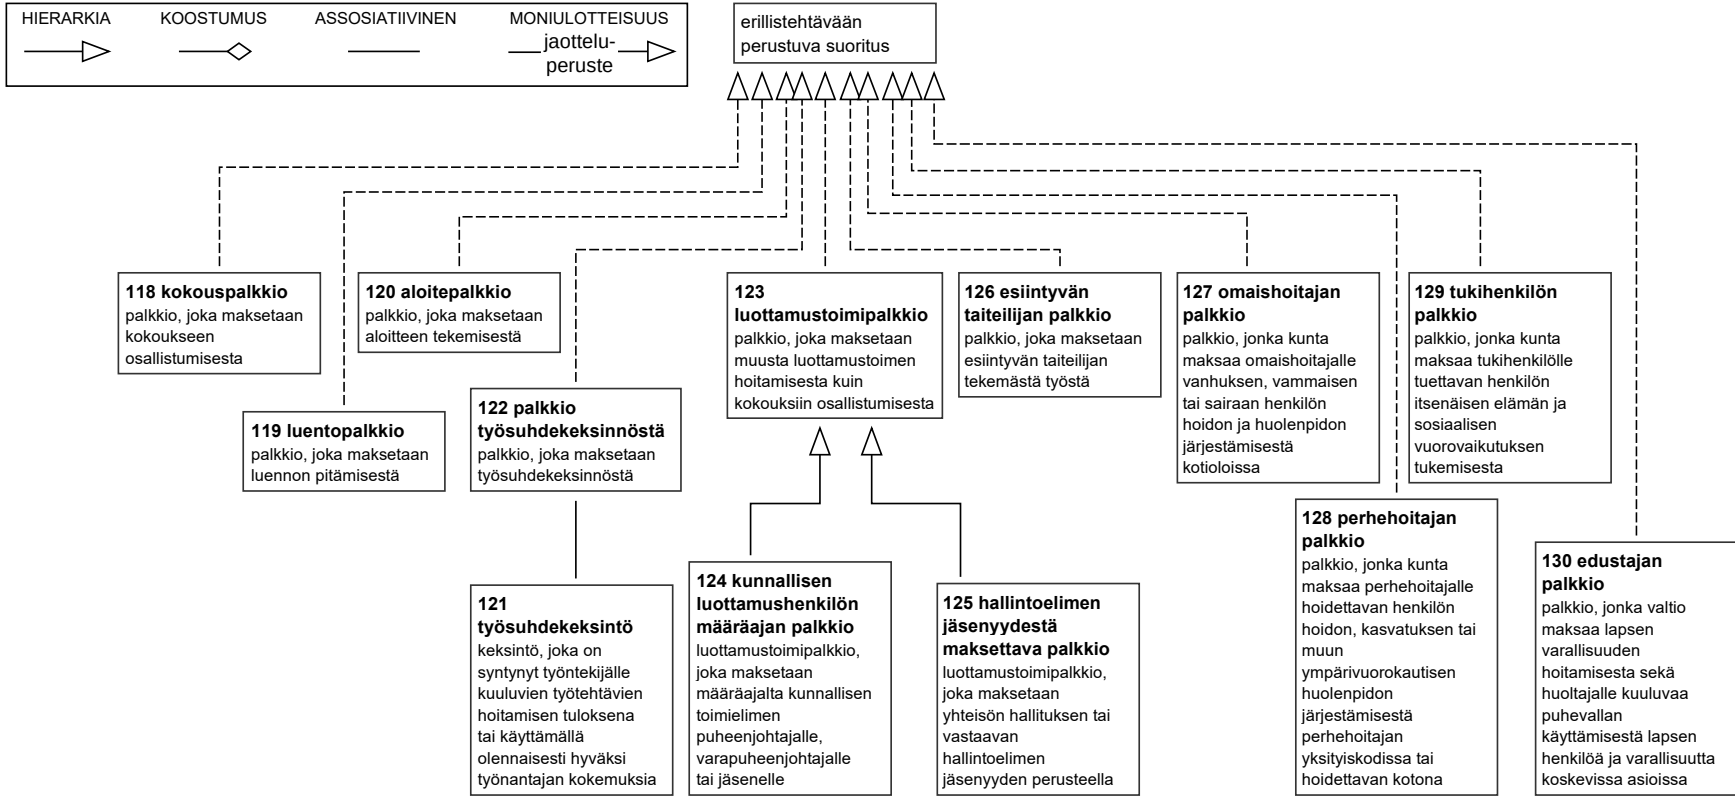 HIERARKIA
KOOSTUMUS
ASSOSIATIIVINEN
MONIULOTTEISUUS
jaottelu-
peruste
erillistehtävään
perustuva suoritus
118 kokouspalkkio
palkkio, joka maksetaan
kokoukseen
osallistumisesta
119 luentopalkkio
palkkio, joka maksetaan
luennon pitämisestä
120 aloitepalkkio
palkkio, joka maksetaan
aloitteen tekemisestä
122 palkkio
työsuhdekeksinnöstä
palkkio, joka maksetaan
työsuhdekeksinnöstä
121
työsuhdekeksintö
keksintö, joka on
syntynyt työntekijälle
kuuluvien työtehtävien
hoitamisen tuloksena
tai käyttämällä
olennaisesti hyväksi
työnantajan kokemuksia
123
luottamustoimipalkkio
palkkio, joka maksetaan
muusta luottamustoimen
hoitamisesta kuin
kokouksiin osallistumisesta
124 kunnallisen
luottamushenkilön
määräajan palkkio
luottamustoimipalkkio,
joka maksetaan
määräajalta kunnallisen
toimielimen
puheenjohtajalle,
varapuheenjohtajalle
tai jäsenelle
125 hallintoelimen
jäsenyydestä
maksettava palkkio
luottamustoimipalkkio,
joka maksetaan
yhteisön hallituksen tai
vastaavan
hallintoelimen
jäsenyyden perusteella
126 esiintyvän
taiteilijan palkkio
palkkio, joka maksetaan
esiintyvän taiteilijan
tekemästä työstä
127 omaishoitajan
palkkio
palkkio, jonka kunta
maksaa omaishoitajalle
vanhuksen, vammaisen
tai sairaan henkilön
hoidon ja huolenpidon
järjestämisestä
kotioloissa
128 perhehoitajan
palkkio
palkkio, jonka kunta
maksaa perhehoitajalle
hoidettavan henkilön
hoidon, kasvatuksen tai
muun
ympärivuorokautisen
huolenpidon
järjestämisestä
perhehoitajan
yksityiskodissa tai
hoidettavan kotona
129 tukihenkilön
palkkio
palkkio, jonka kunta
maksaa tukihenkilölle
tuettavan henkilön
itsenäisen elämän ja
sosiaalisen
vuorovaikutuksen
tukemisesta
130 edustajan
palkkio
palkkio, jonka valtio
maksaa lapsen
varallisuuden
hoitamisesta sekä
huoltajalle kuuluvaa
puhevallan
käyttämisestä lapsen
henkilöä ja varallisuutta
koskevissa asioissa